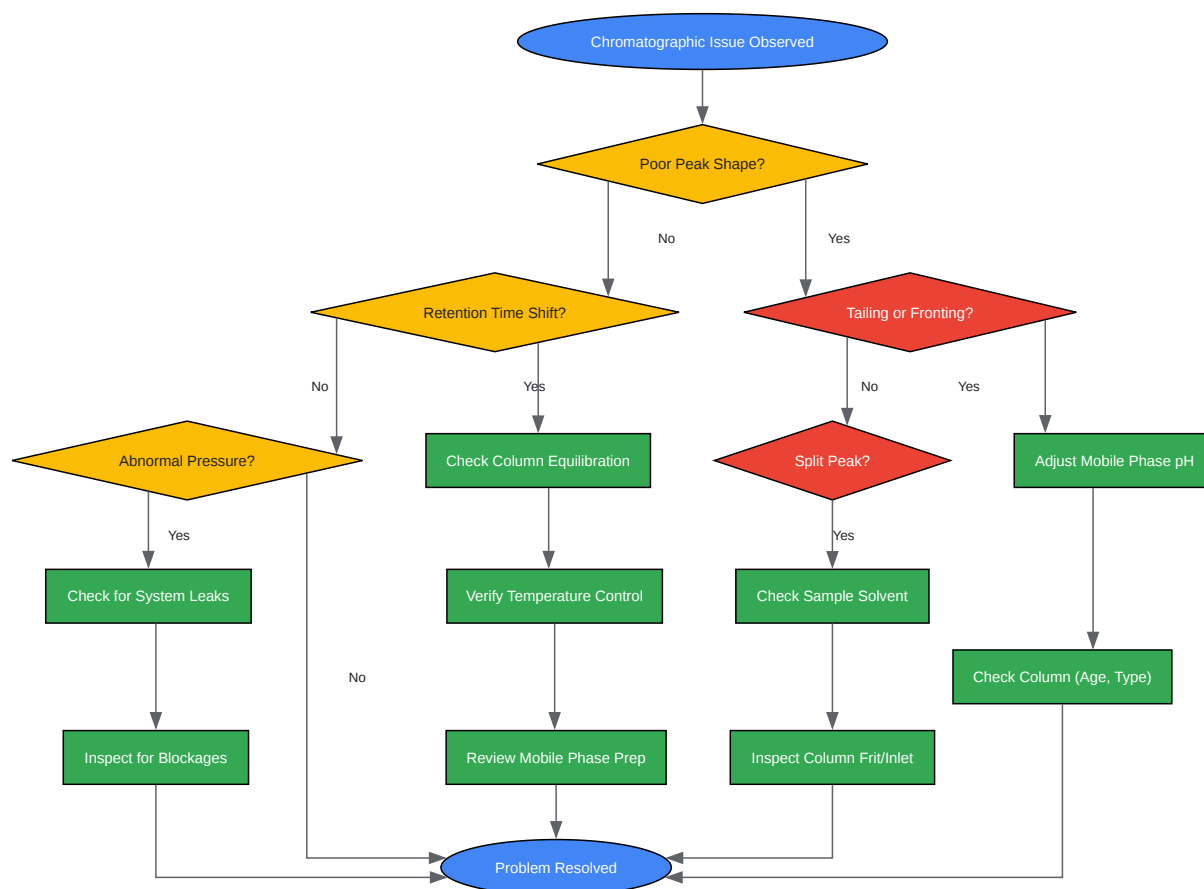 Chromatographic Issue Observed
Poor Peak Shape?
No
Yes
Retention Time Shift?
Tailing or Fronting?
No
Yes
No
Yes
Abnormal Pressure?
Check Column Equilibration
Split Peak?
Adjust Mobile Phase pH
Yes
Yes
Check for System Leaks
Verify Temperature Control
Check Sample Solvent
No
Check Column (Age, Type)
Inspect for Blockages
Review Mobile Phase Prep
Inspect Column Frit/Inlet
Problem Resolved